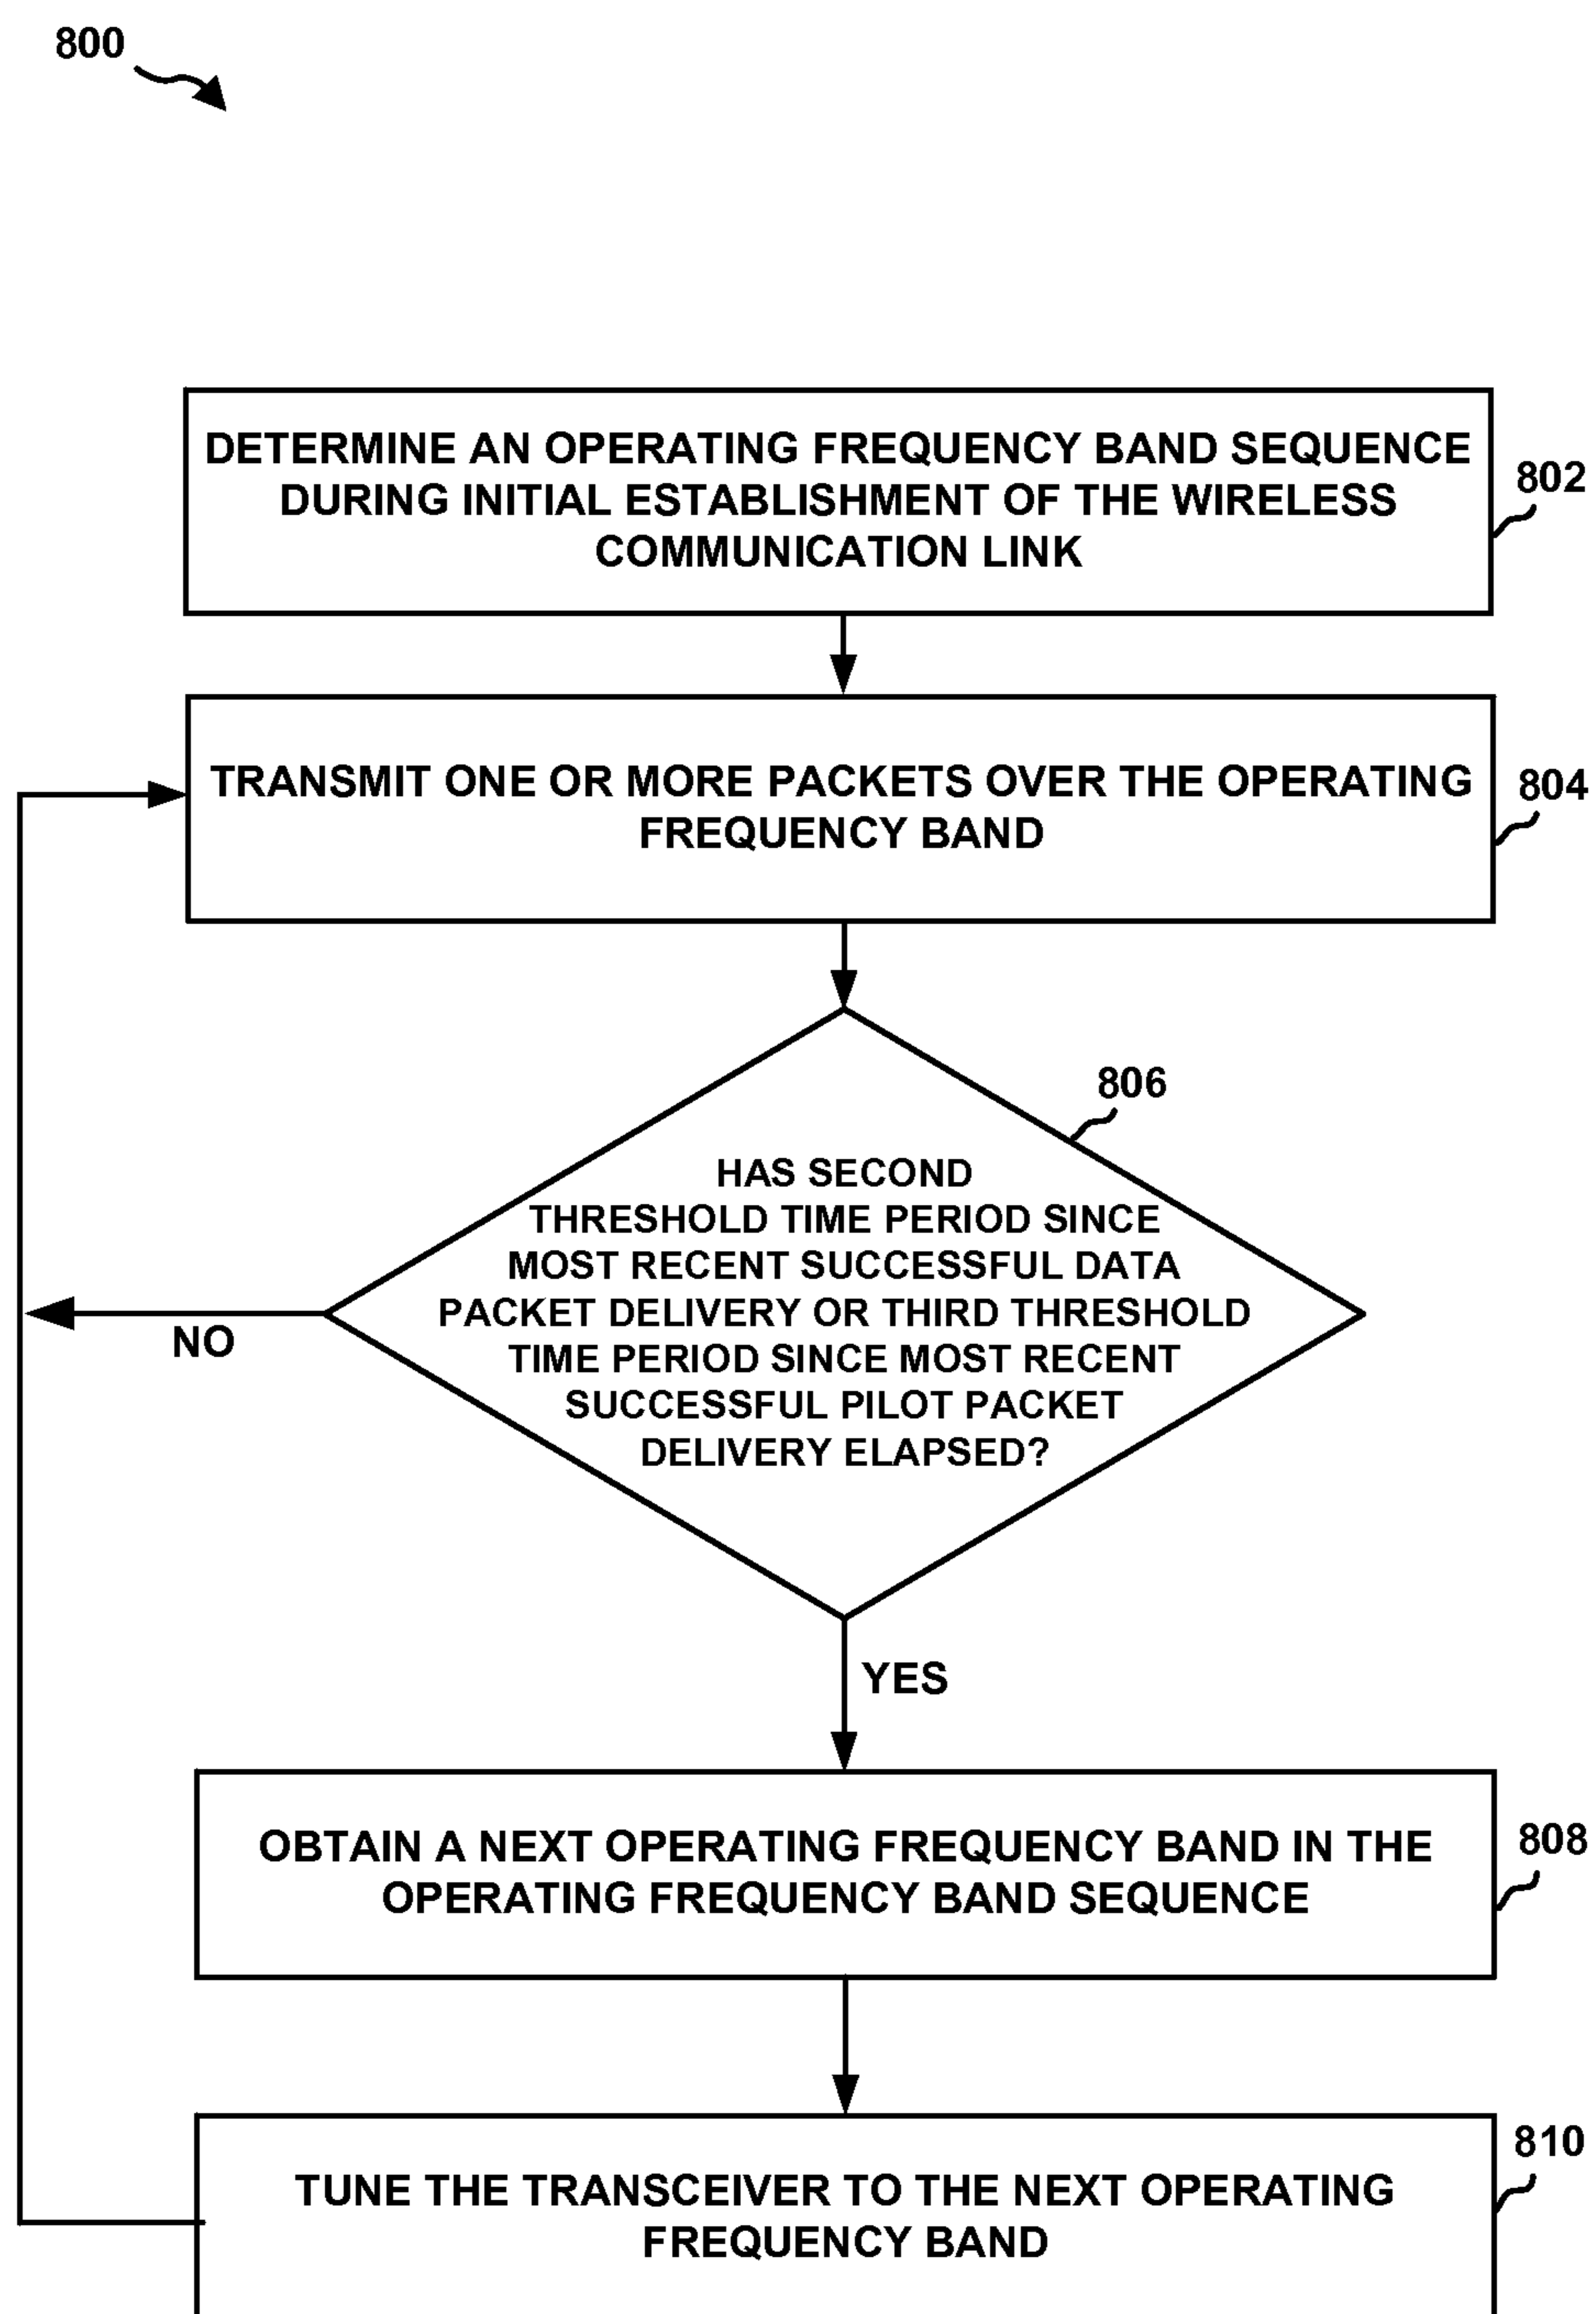 800
DETERMINE AN OPERATING FREQUENCY BAND SEQUENCE
DURING INITIAL ESTABLISHMENT OF THE WIRELESS
COMMUNICATION LINK
802
TRANSMIT ONE OR MORE PACKETS OVER THE OPERATING
FREQUENCY BAND
804
806
HAS SECOND
THRESHOLD TIME PERIOD SINCE
MOST RECENT SUCCESSFUL DATA
PACKET DELIVERY OR THIRD THRESHOLD
TIME PERIOD SINCE MOST RECENT
SUCCESSFUL PILOT PACKET
DELIVERY ELAPSED?
NO
YES
OBTAIN A NEXT OPERATING FREQUENCY BAND IN THE
OPERATING FREQUENCY BAND SEQUENCE
808
TUNE THE TRANSCEIVER TO THE NEXT OPERATING
FREQUENCY BAND
810